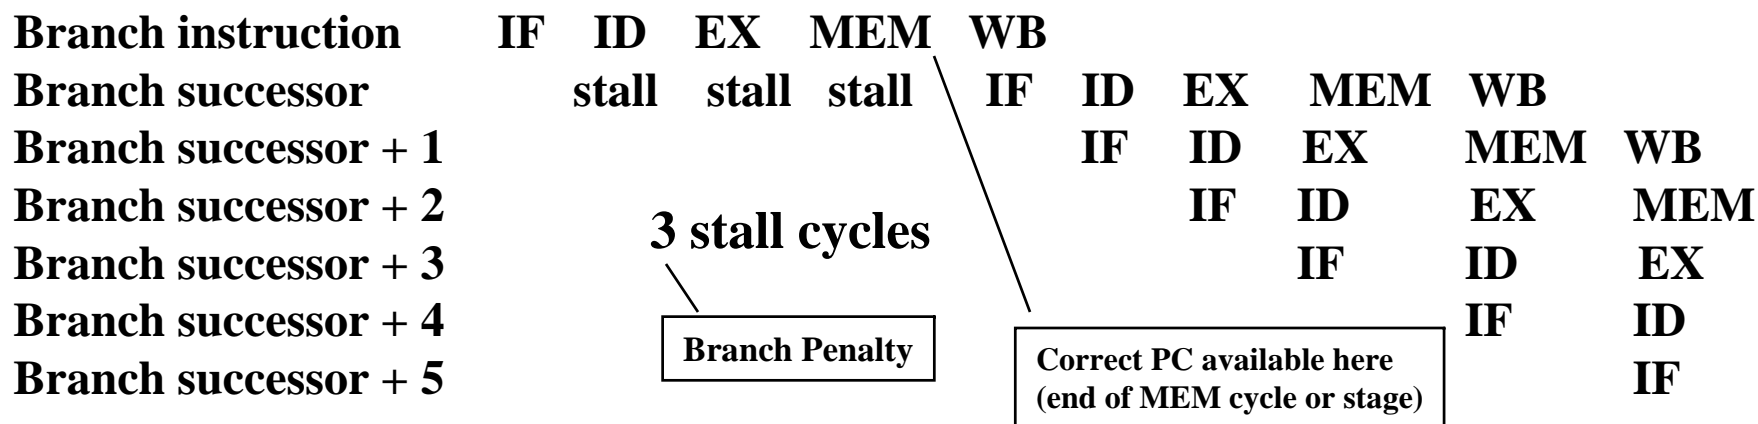 Branch instruction IF ID EX MEM WB
Branch successor stall stall stall IF ID EX MEM WB
Branch successor + 1 IF ID EX MEM WB
Branch successor + 2 IF ID EX MEM
3 stall cycles
Branch successor + 3 IF ID EX
Branch successor + 4 IF ID
Branch Penalty
Correct PC available here
(end of MEM cycle or stage)
Branch successor + 5 IF